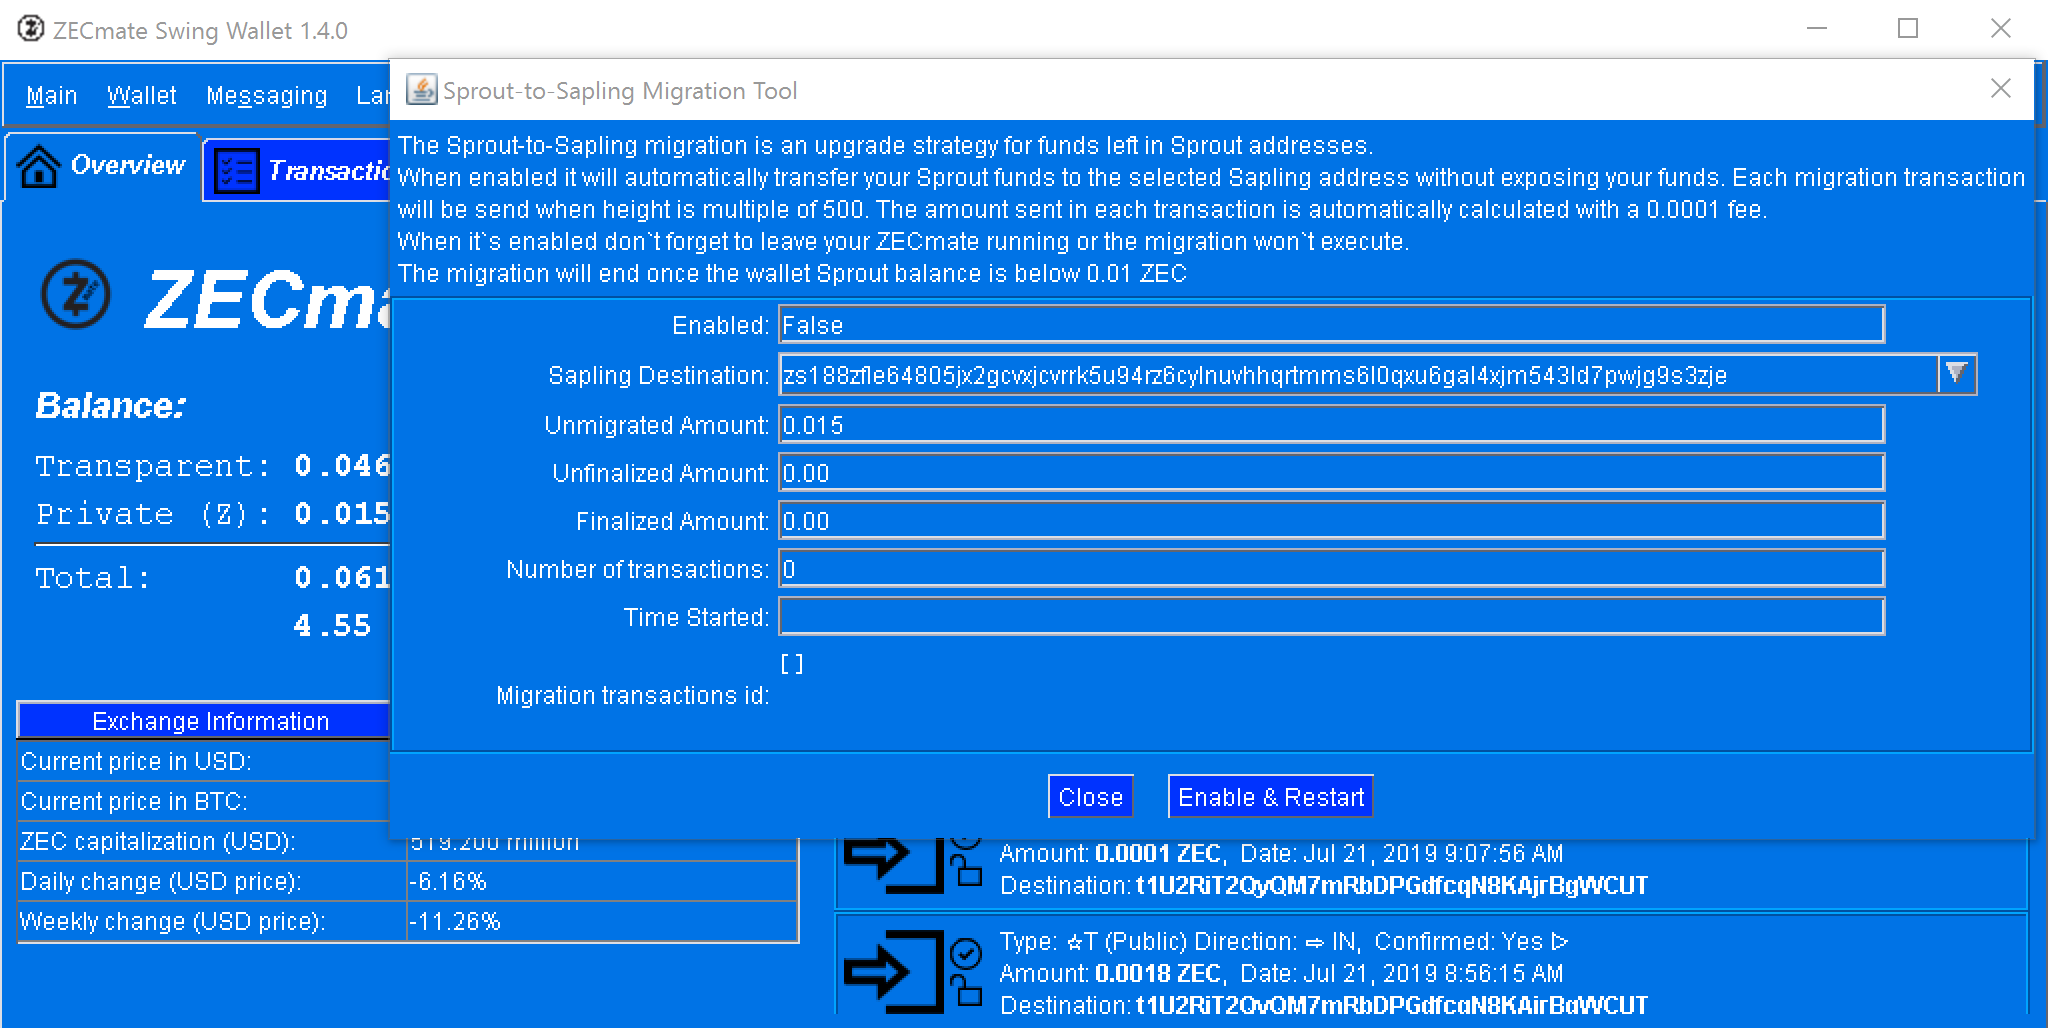 ZECmate Swing Wallet 1.4.0
Main Wallet Messaging
Sprout-to-Sapling Migration Tool
Overview
The Sprout-to-Sapling migration is an upgrade strategy for funds left in Sprout addresses.
When enabled it will automatically transfer your Sprout funds to the selected Sapling address without exposing your funds. Each migration transaction
will be send when height is multiple of 500. The amount sent in each transaction is automatically calculated with a 0.0001 fee.
When it`s enabled don`t forget to leave your ZECmate running or the migration won`t execute.
The migration will end once the wallet Sprout balance is below 0.01 ZEC
Enabled: False
Sapling Destination: zs188zfle64805jx2gcvxjcvrrk5u94rz6cylnuvhhqrtmms6l0qxu6gal4xjm543ld7pwjg9s3zje
Unmigrated Amount: 0.015
Unfinalized Amount: 0.00
Finalized Amount: 0.00
Number of transactions: 0
Time Started:
[ ]
Migration transactions id:
Close Enable & Restart
Balance:
Transparent: 0.046
Private (Z): 0.015
Total: 0.061
4.55
Exchange Information
Current price in USD:
Current price in BTC:
ZEC capitalization (USD): 519.200 million
Daily change (USD price): -6.16%
Weekly change (USD price): -11.26%
Amount: 0.0001 ZEC, Date: Jul 21, 2019 9:07:56 AM
Destination: t1U2RiT2QyQM7mRbDPGdfcqN8KAjrBgWCUT
Type: ☆T (Public) Direction: ⇨ IN, Confirmed: Yes ▷
Amount: 0.0018 ZEC, Date: Jul 21, 2019 8:56:15 AM
Destination: t1U2RiT2QyQM7mRbDPGdfcqN8KAjrBgWCUT